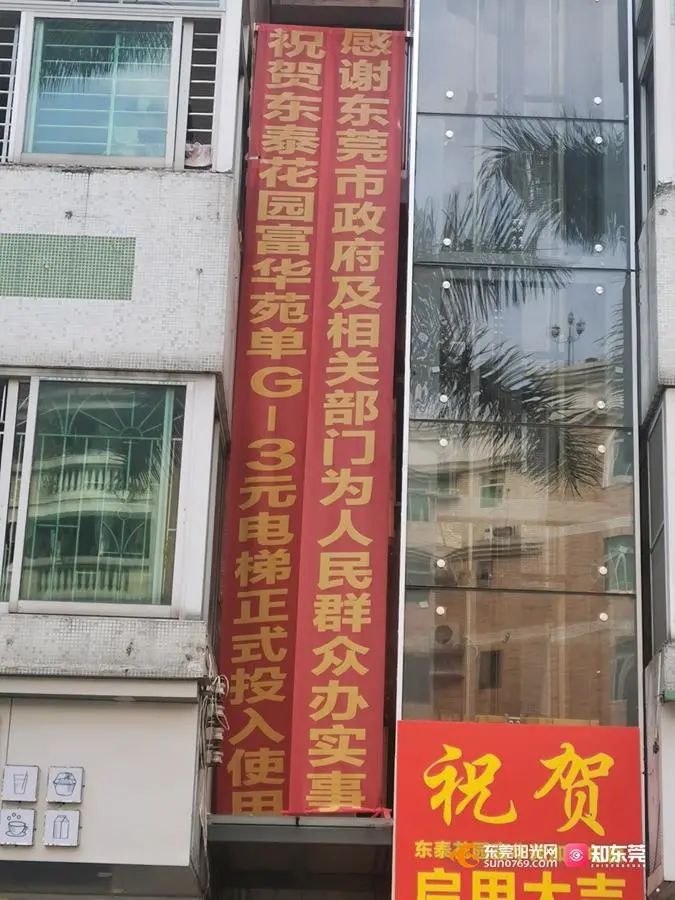 感谢东莞市政府及相关部门为人民群众办实事
祝贺东泰花园富华苑单G-3元电梯正式投入使用
祝贺
东泰花园
启用大吉
东莞阳光网
sun0769.com
知东莞
ZHIDONGGUAN